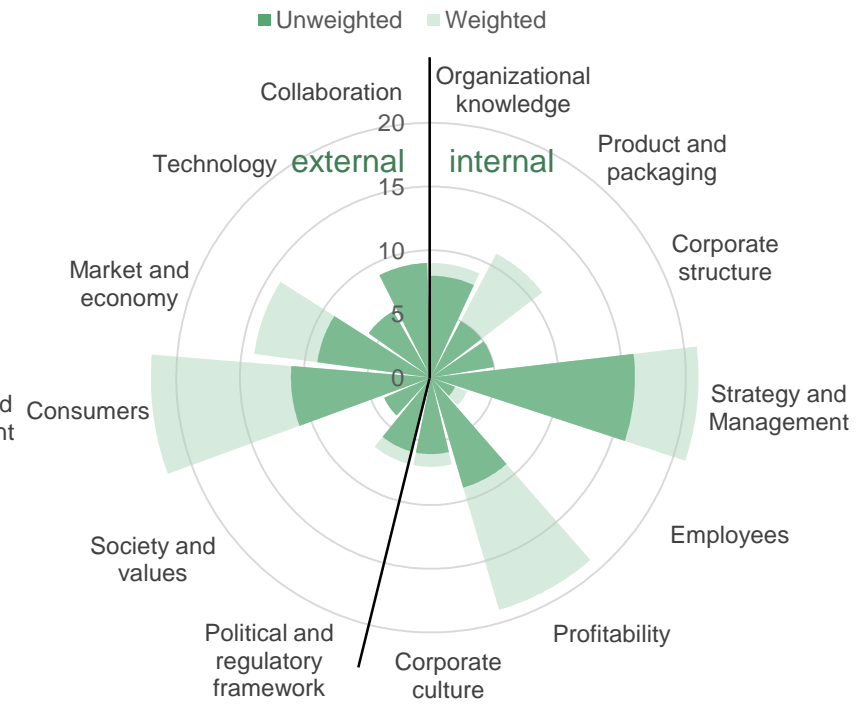 Unweighted Weighted
Collaboration
Organizational
knowledge
20
Technology
external
internal
Product and
packaging
15
10
5
0
Market and
economy
Corporate
structure
d
nt
Consumers
Strategy and
Management
Society and
values
Employees
Political and
regulatory
framework
Corporate
culture
Profitability